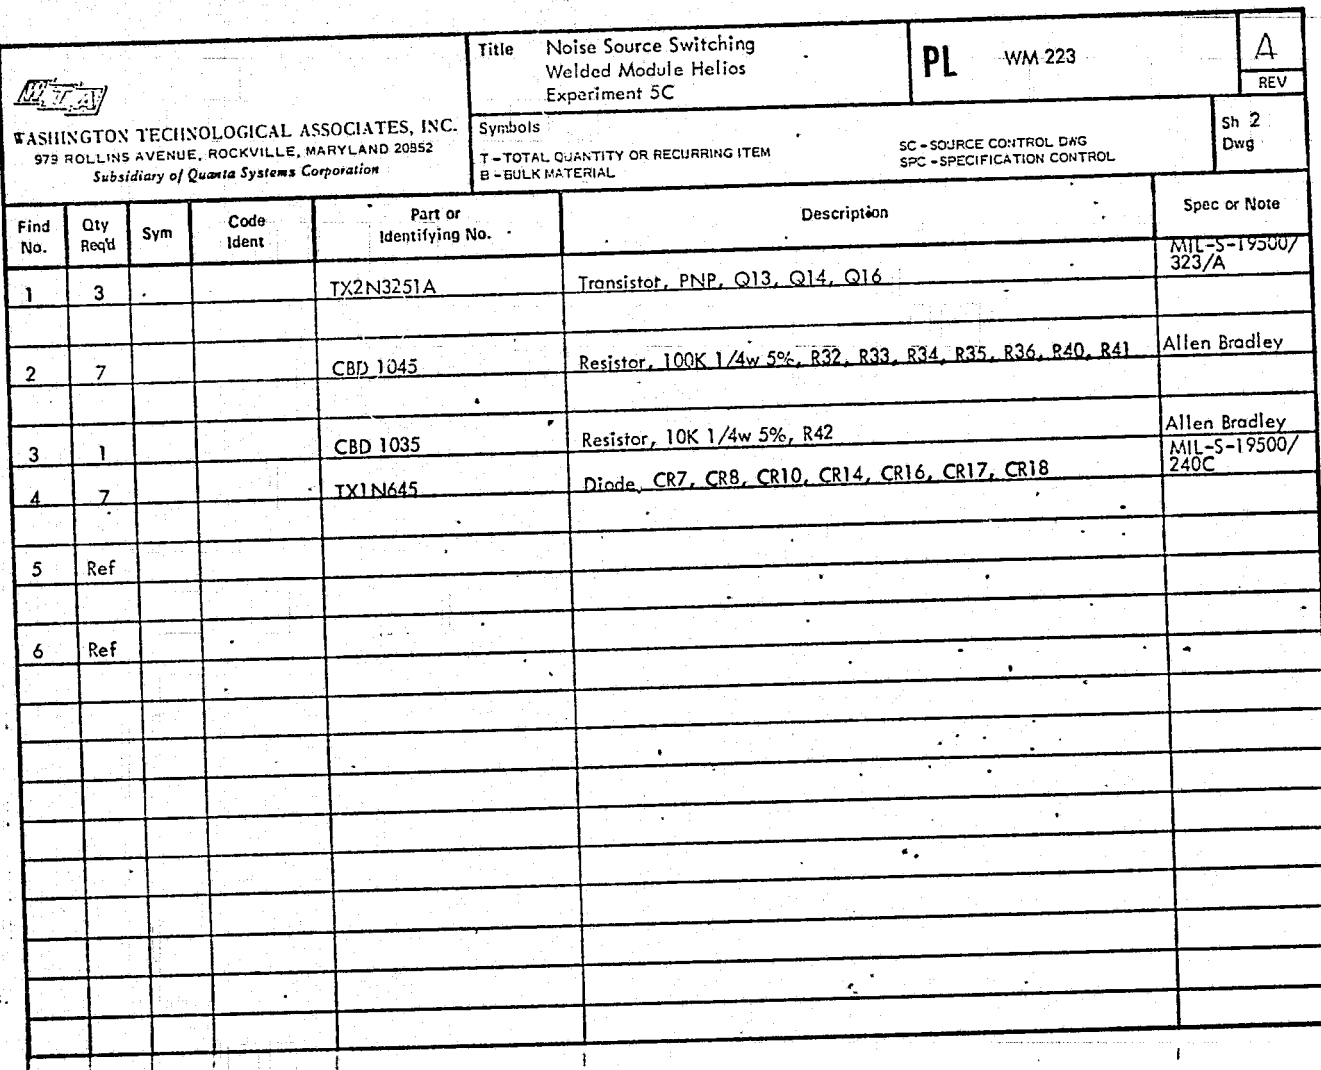 WTA
WASHINGTON TECHNOLOGICAL ASSOCIATES, INC.
979 ROLLINS AVENUE, ROCKVILLE, MARYLAND 20852
Subsidiary of Quanta Systems Corporation
Title Noise Source Switching
Welded Module Helios
Experiment 5C
PL WM 223
A
REV
Symbols
T - TOTAL QUANTITY OR RECURRING ITEM
B - BULK MATERIAL
SC - SOURCE CONTROL DWG
SPC - SPECIFICATION CONTROL
Sh 2
Dwg
Find No. Qty Req'd Sym Code Ident Part or Identifying No. Description Spec or Note
MIL-S-19500/
323/A
1 3 TX2N3251A Transistor, PNP, Q13, Q14, Q16
2 7 CBD 1045 Resistor, 100K 1/4w 5%, R32, R33, R34, R35, R36, R40, R41 Allen Bradley
3 1 CBD 1035 Resistor, 10K 1/4w 5%, R42 Allen Bradley
MIL-S-19500/
240C
4 7 TX1N645 Diode, CR7, CR8, CR10, CR14, CR16, CR17, CR18
5 Ref
6 Ref